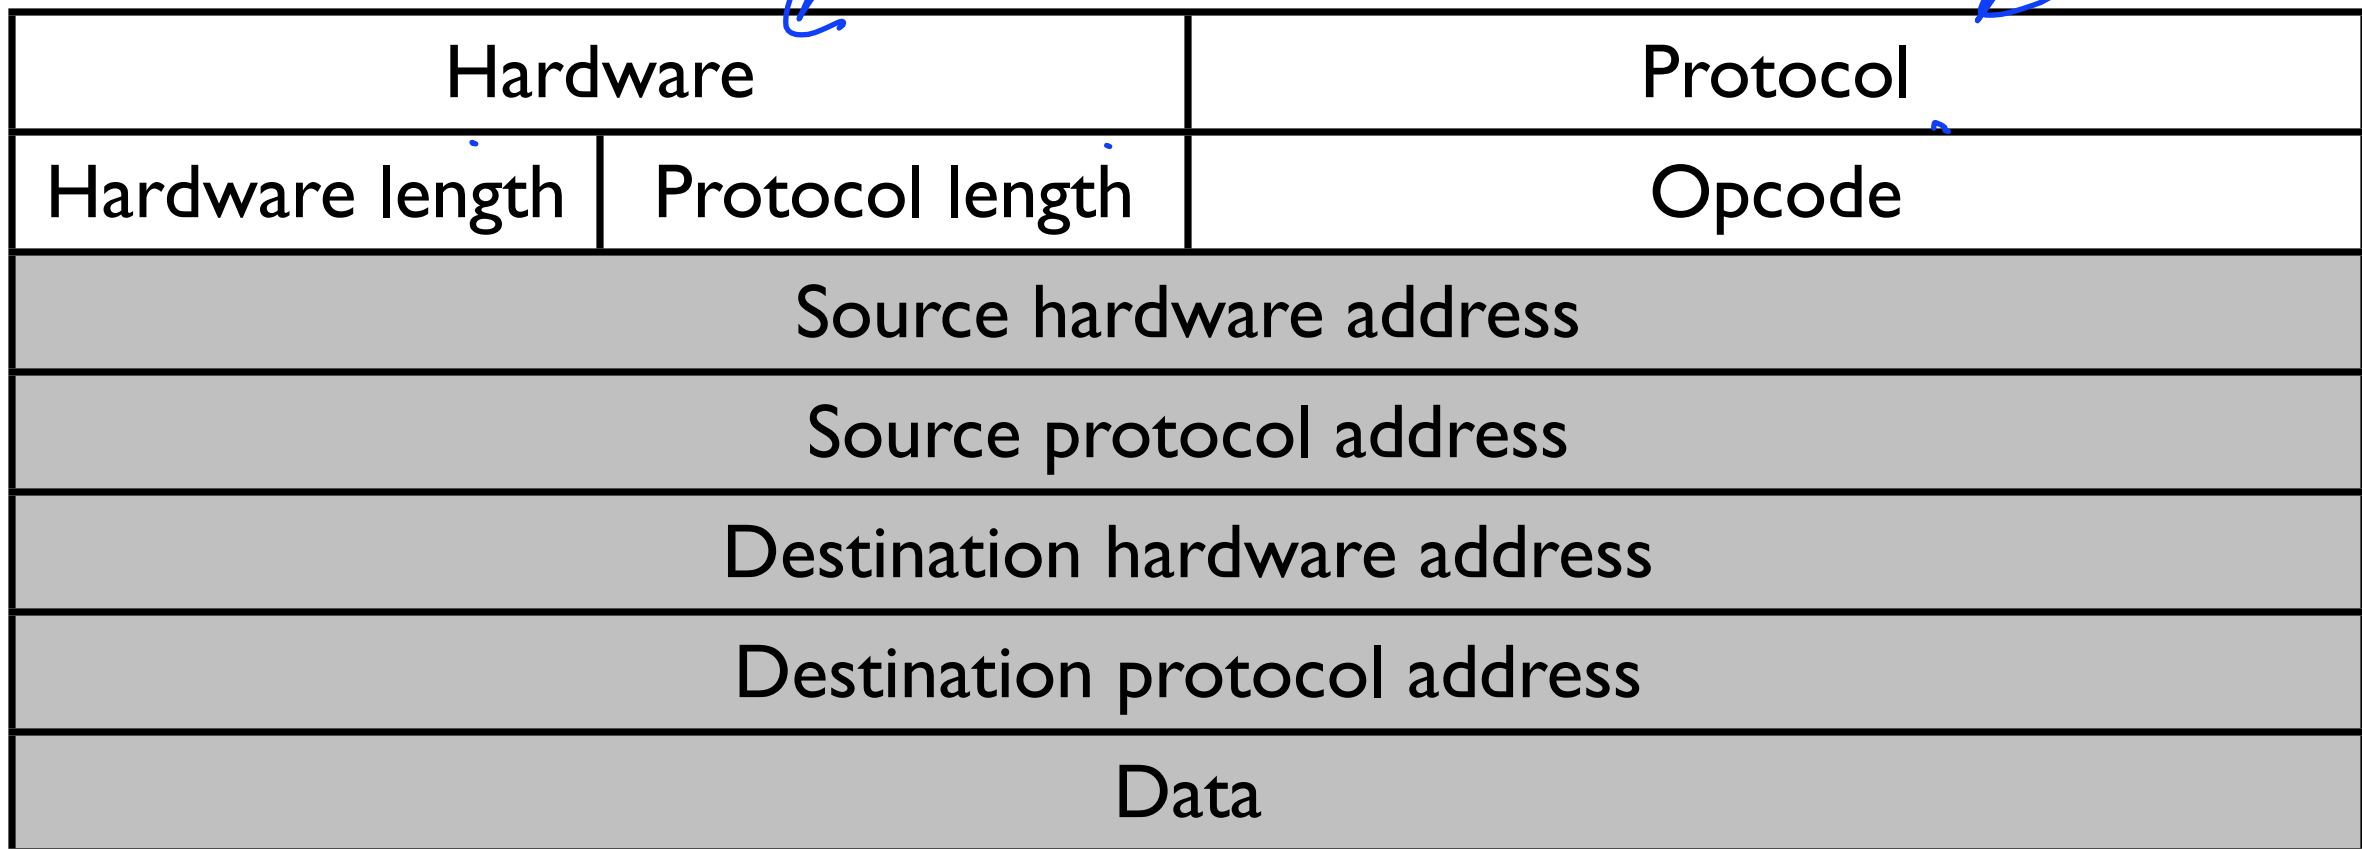 Hardware Protocol
Hardware length Protocol length Opcode
Source hardware address
Source protocol address
Destination hardware address
Destination protocol address
Data